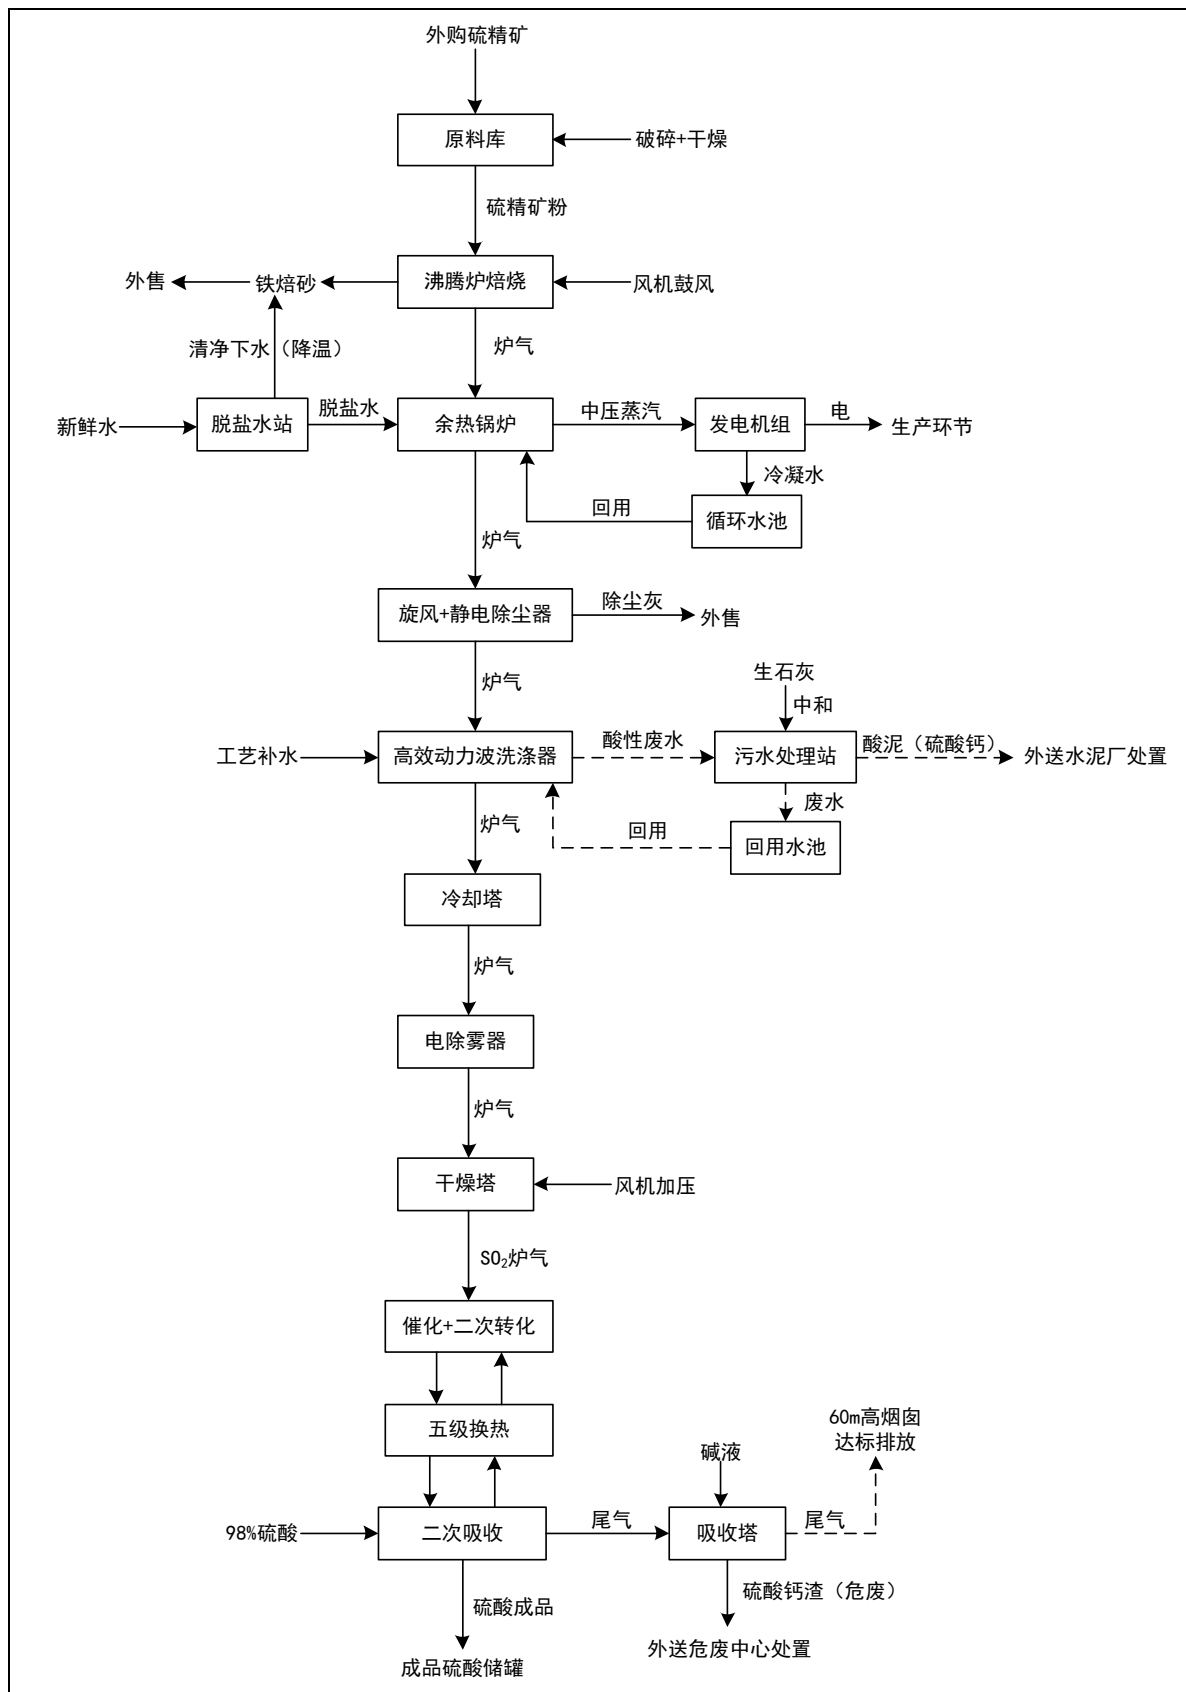 外购硫精矿
原料库
破碎+干燥
硫精矿粉
外售
铁焙砂
沸腾炉焙烧
风机鼓风
清净下水（降温）
炉气
新鲜水
脱盐水站
脱盐水
余热锅炉
中压蒸汽
发电机组
电
生产环节
冷凝水
回用
循环水池
炉气
旋风+静电除尘器
除尘灰
外售
炉气
生石灰
中和
工艺补水
高效动力波洗涤器
酸性废水
污水处理站
酸泥（硫酸钙）
外送水泥厂处置
炉气
废水
回用
回用水池
冷却塔
炉气
电除雾器
炉气
干燥塔
风机加压
SO₂炉气
催化+二次转化
五级换热
60m高烟囱
达标排放
碱液
98%硫酸
二次吸收
尾气
吸收塔
尾气
硫酸成品
硫酸钙渣（危废）
成品硫酸储罐
外送危废中心处置